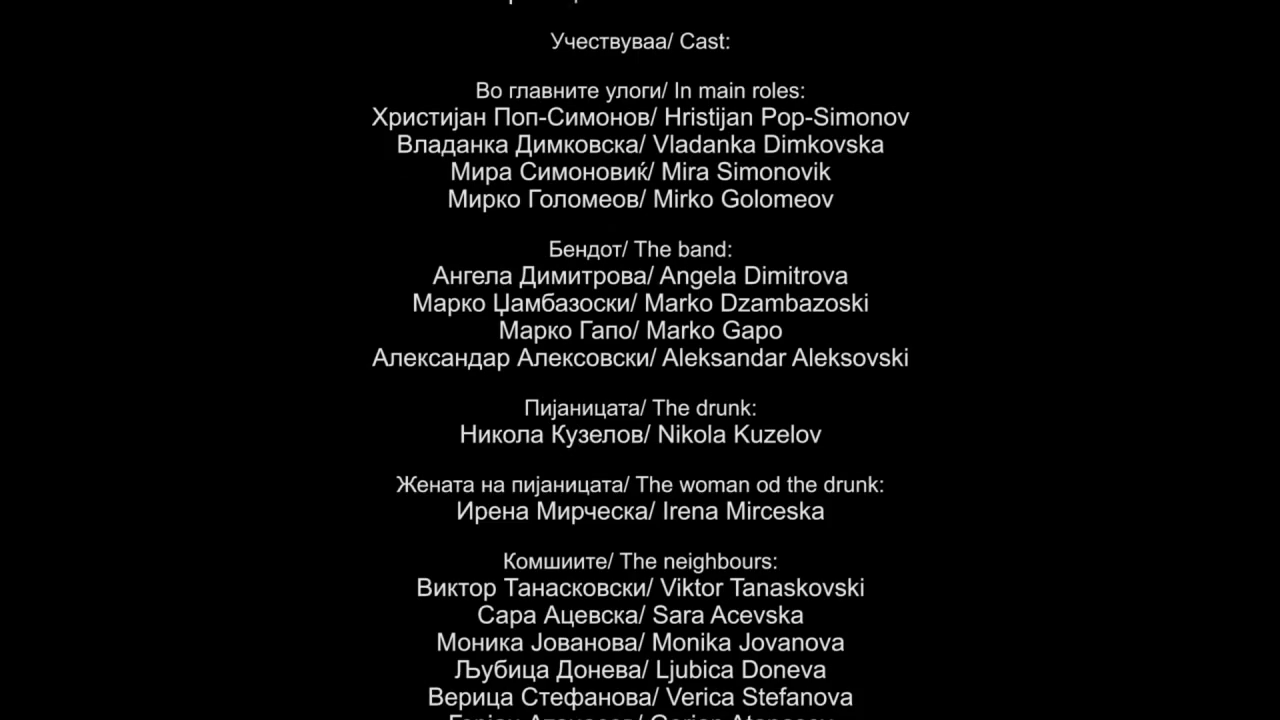 Учествуваа/ Cast:
Во главните улоги/ In main roles:
Христијан Поп-Симонов/ Hristijan Pop-Simonov
Владанка Димковска/ Vladanka Dimkovska
Мира Симоновиќ/ Mira Simonovik
Мирко Голомеов/ Mirko Golomeov
Бендот/ The band:
Ангела Димитрова/ Angela Dimitrova
Марко Џамбазоски/ Marko Dzambazoski
Марко Гапо/ Marko Gapo
Александар Алексовски/ Aleksandar Aleksovski
Пијаницата/ The drunk:
Никола Кузелов/ Nikola Kuzelov
Жената на пијаницата/ The woman od the drunk:
Ирена Мирческа/ Irena Mirceska
Комшиите/ The neighbours:
Виктор Танасковски/ Viktor Tanaskovski
Сара Ацевска/ Sara Acevska
Моника Јованова/ Monika Jovanova
Љубица Донева/ Ljubica Doneva
Верица Стефанова/ Verica Stefanova